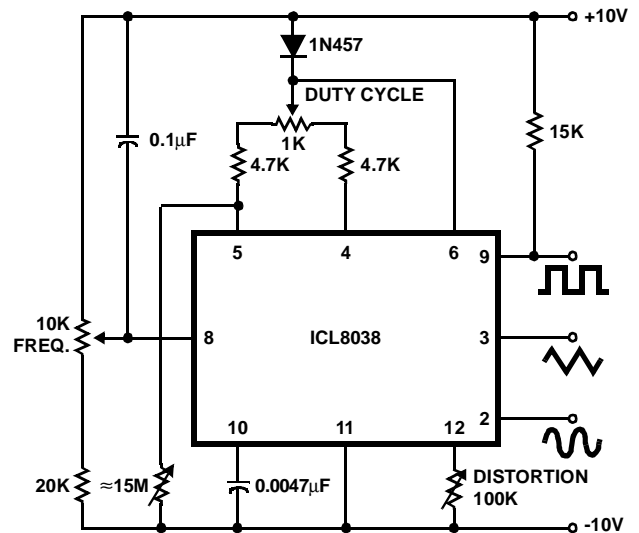 +10V
1N457
DUTY CYCLE
0.1µF
1K
15K
4.7K
4.7K
5
4
6
9
10K
FREQ.
8
ICL8038
3
2
10
11
12
20K
≈15M
0.0047µF
DISTORTION
100K
-10V